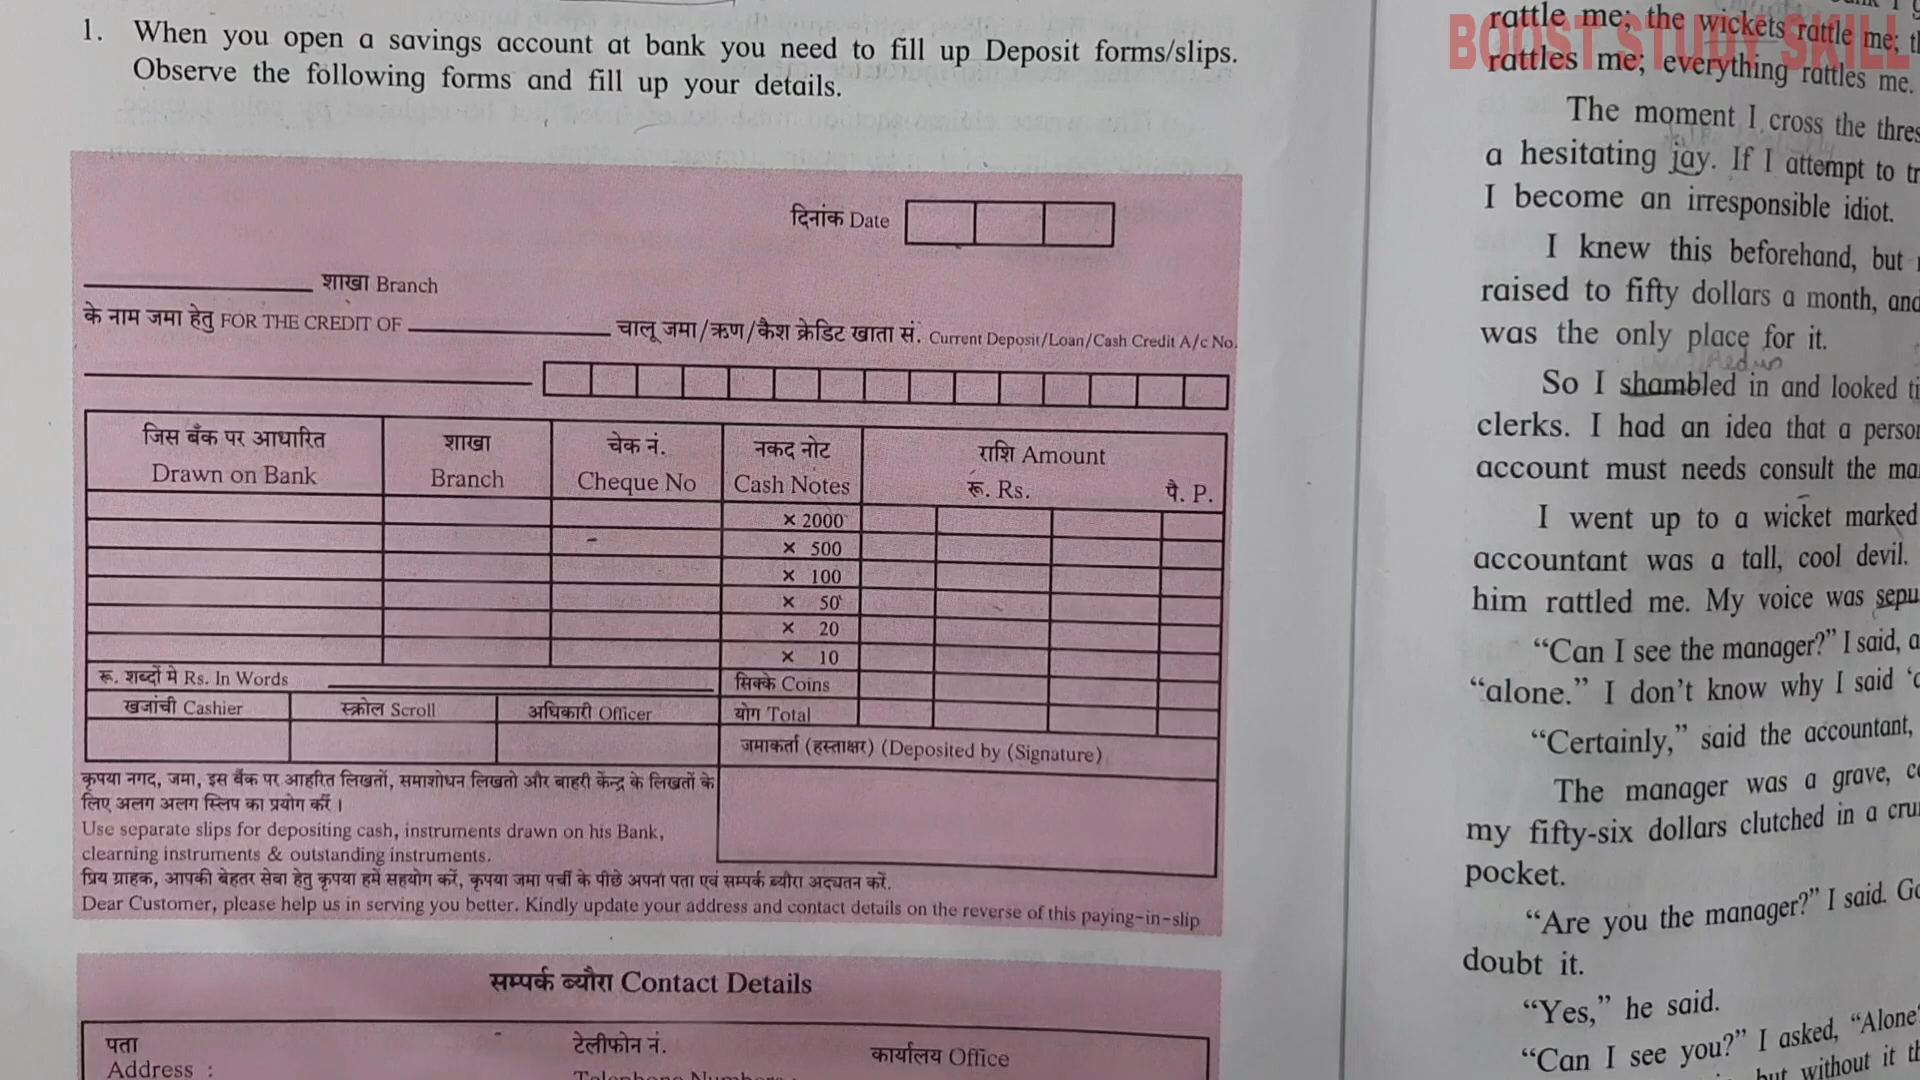 1. When you open a savings account at bank you need to fill up Deposit forms/slips.
Observe the following forms and fill up your details.
दिनांक Date
शाखा Branch
के नाम जमा हेतु FOR THE CREDIT OF
चालू जमा/ऋण/कैश क्रेडिट खाता सं. Current Deposit/Loan/Cash Credit A/c No.
जिस बैंक पर आधारित शाखा चेक नं. नकद नोट राशि Amount
Drawn on Bank Branch Cheque No Cash Notes रू. Rs. पै. P.
× 2000
× 500
× 100
× 50
× 20
× 10
रू. शब्दों मे Rs. In Words सिक्के Coins
खजांची Cashier स्क्रोल Scroll अधिकारी Officer योग Total
जमाकर्ता (हस्ताक्षर) (Deposited by (Signature)
कृपया नगद, जमा, इस बैंक पर आहरित लिखतों, समाशोधन लिखतो और बाहरी केंन्द्र के लिखतों के
लिए अलग अलग स्लिप का प्रयोग करें ।
Use separate slips for depositing cash, instruments drawn on his Bank,
clearning instruments & outstanding instruments.
प्रिय ग्राहक, आपकी बेहतर सेवा हेतु कृपया हमें सहयोग करें, कृपया जमा पर्ची के पीछे अपना पता एवं सम्पर्क ब्यौरा अद्यतन करें.
Dear Customer, please help us in serving you better. Kindly update your address and contact details on the reverse of this paying-in-slip
सम्पर्क ब्यौरा Contact Details
पता टेलीफोन नं. कार्यालय Office
Address :
BOOST STUDY SKILL
rattle me; the wickets rattle me;
rattles me; everything rattles me.
The moment I cross the
a hesitating jay. If I attempt to
I become an irresponsible idiot.
I knew this beforehand, but
raised to fifty dollars a month, and
was the only place for it.
So I shambled in and looked
clerks. I had an idea that a
account must needs consult the
I went up to a wicket marked
accountant was a tall, cool devil.
him rattled me. My voice was
“Can I see the manager?” I said,
“alone.” I don’t know why I said
“Certainly,” said the accountant,
The manager was a grave,
my fifty-six dollars clutched in a
pocket.
“Are you the manager?” I said.
doubt it.
“Yes,” he said.
“Can I see you?” I asked, “Alone
but without it